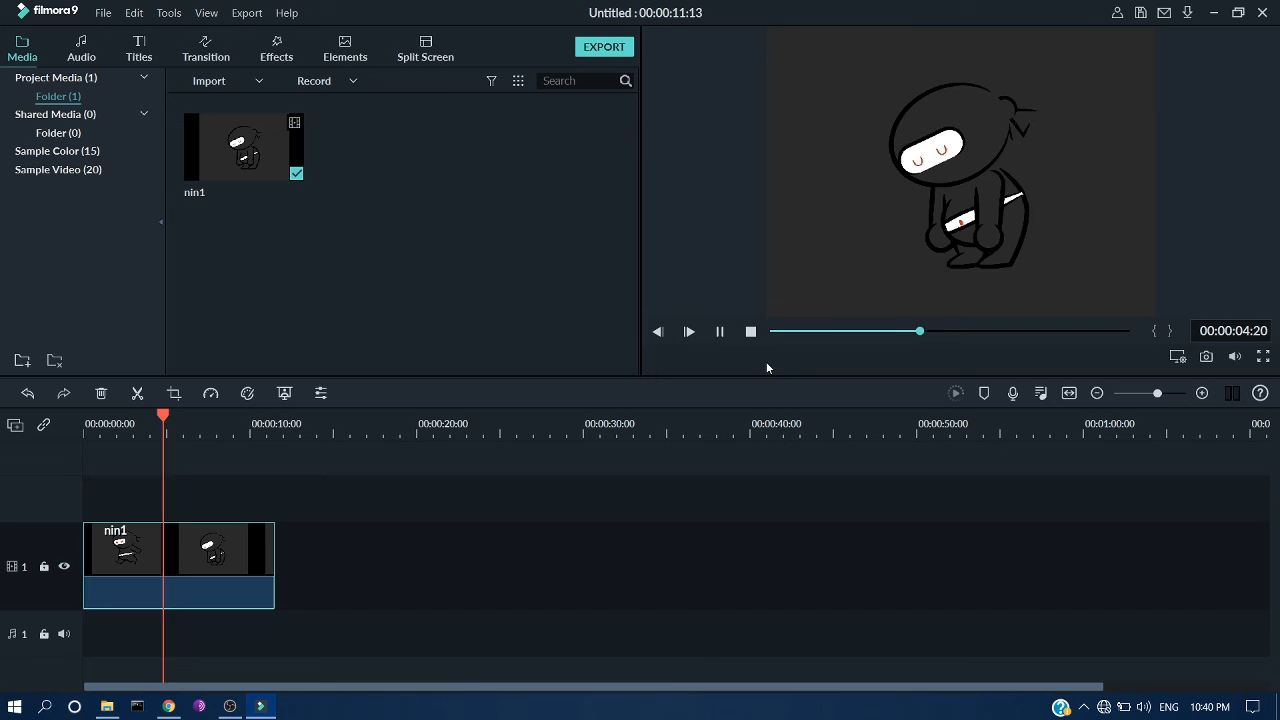 filmora 9 File Edit Tools View Export Help Untitled : 00:00:11:13
Media Audio Titles Transition Effects Elements Split Screen EXPORT
Project Media (1) Import Record Search
Folder (1)
Shared Media (0)
Folder (0)
Sample Color (15)
Sample Video (20)
nin1
00:00:04:20
00:00:00:00 00:00:10:00 00:00:20:00 00:00:30:00 00:00:40:00 00:00:50:00 00:01:00:00 00:0
nin1
1
1
ENG 10:40 PM